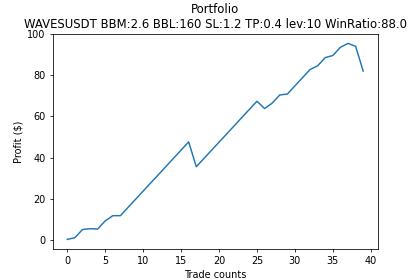 Portfolio
WAVESUSDT BBM:2.6 BBL:160 SL:1.2 TP:0.4 lev:10 WinRatio:88.0
100
80
60
40
20
0
Profit ($)
0 5 10 15 20 25 30 35 40
Trade counts